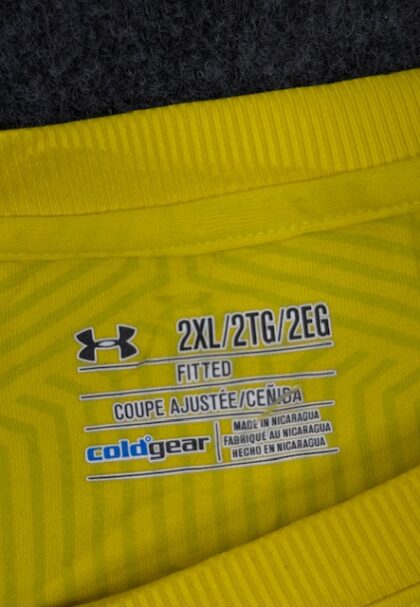 2XL/2TG/2EG
FITTED
COUPE AJUSTÉE/CEÑIDA
coldgear
MADE IN NICARAGUA
FABRIQUÉ AU NICARAGUA
HECHO EN NICARAGUA